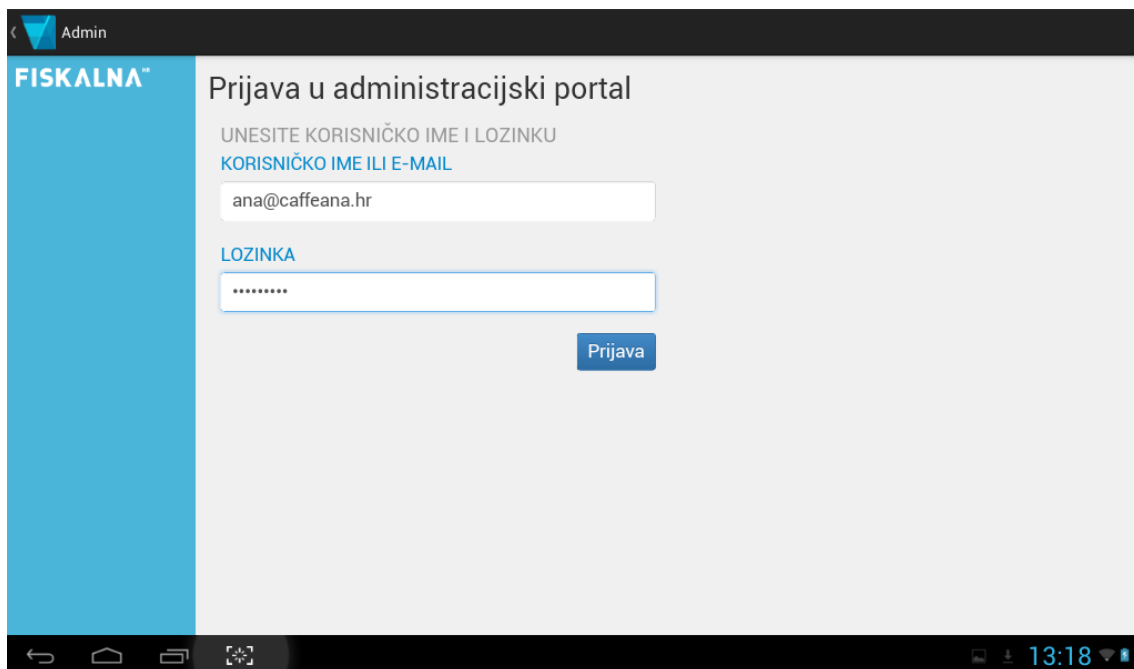 Admin
FISKALNA
Prijava u administracijski portal
UNESITE KORISNIČKO IME I LOZINKU
KORISNIČKO IME ILI E-MAIL
ana@caffeana.hr
LOZINKA
•••••••••
Prijava
13:18